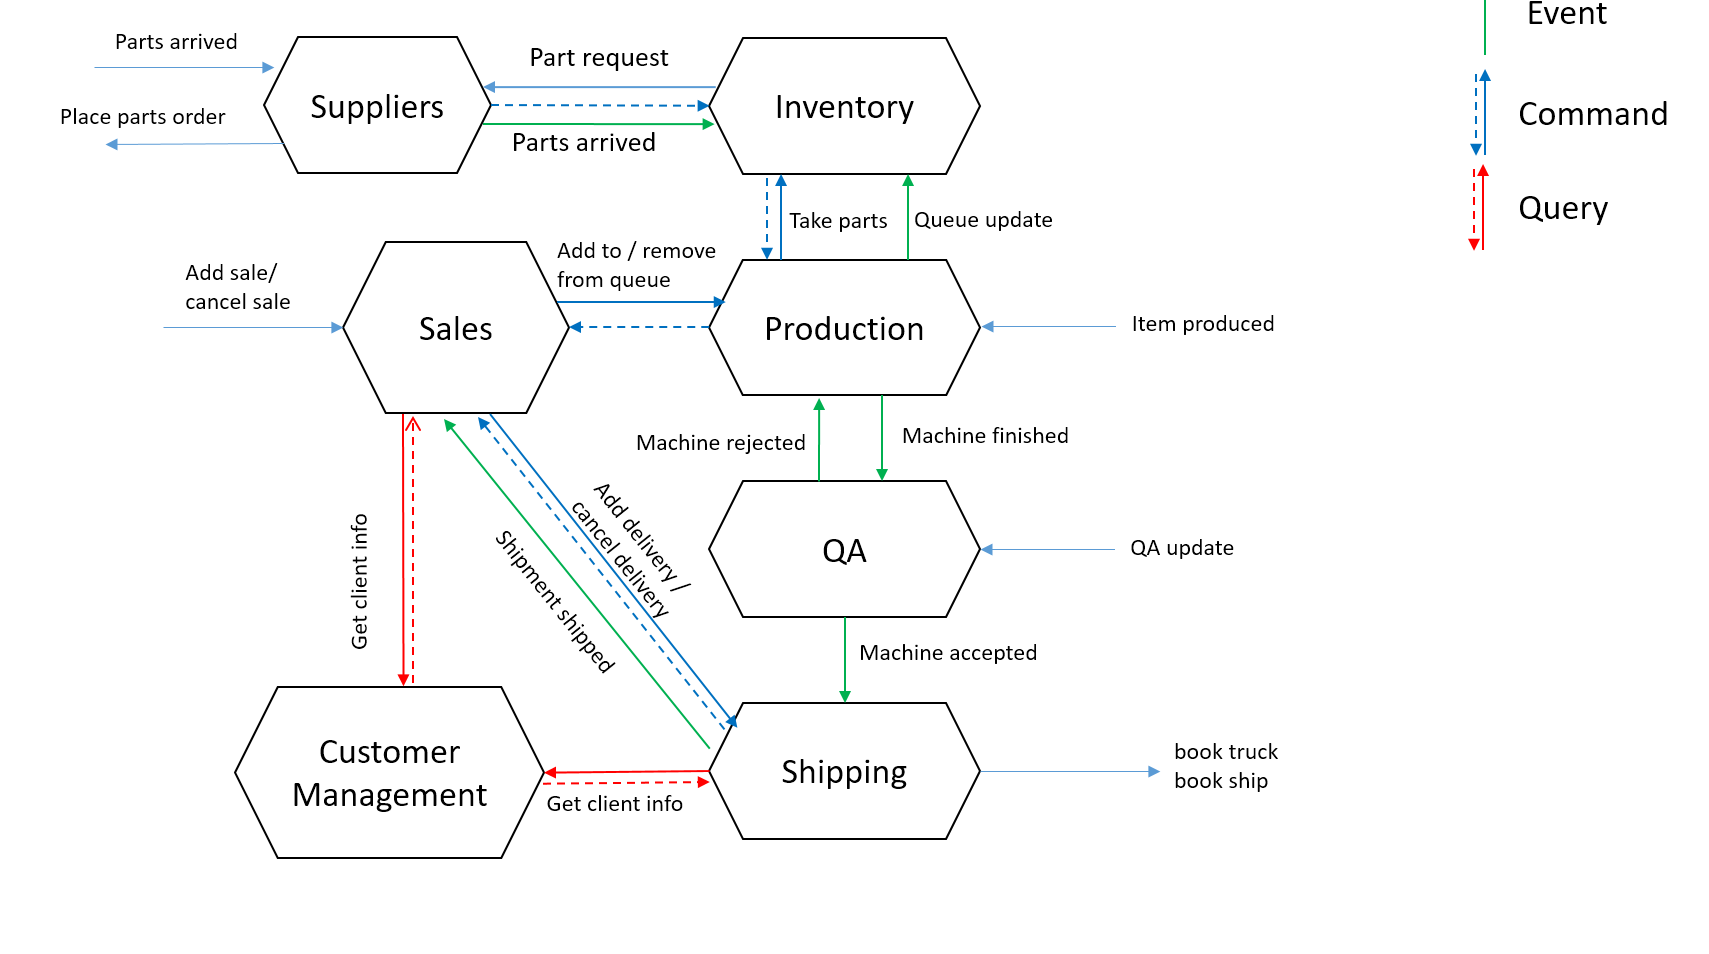 Event
Parts arrived
Part request
Suppliers
Inventory
Command
Place parts order
Parts arrived
Query
Take parts
Queue update
Add to / remove
from queue
Add sale/
cancel sale
Sales
Production
Item produced
Machine rejected
Machine finished
Add delivery /
cancel delivery
Shipment shipped
Get client info
QA
QA update
Machine accepted
Customer
Management
Shipping
book truck
book ship
Get client info